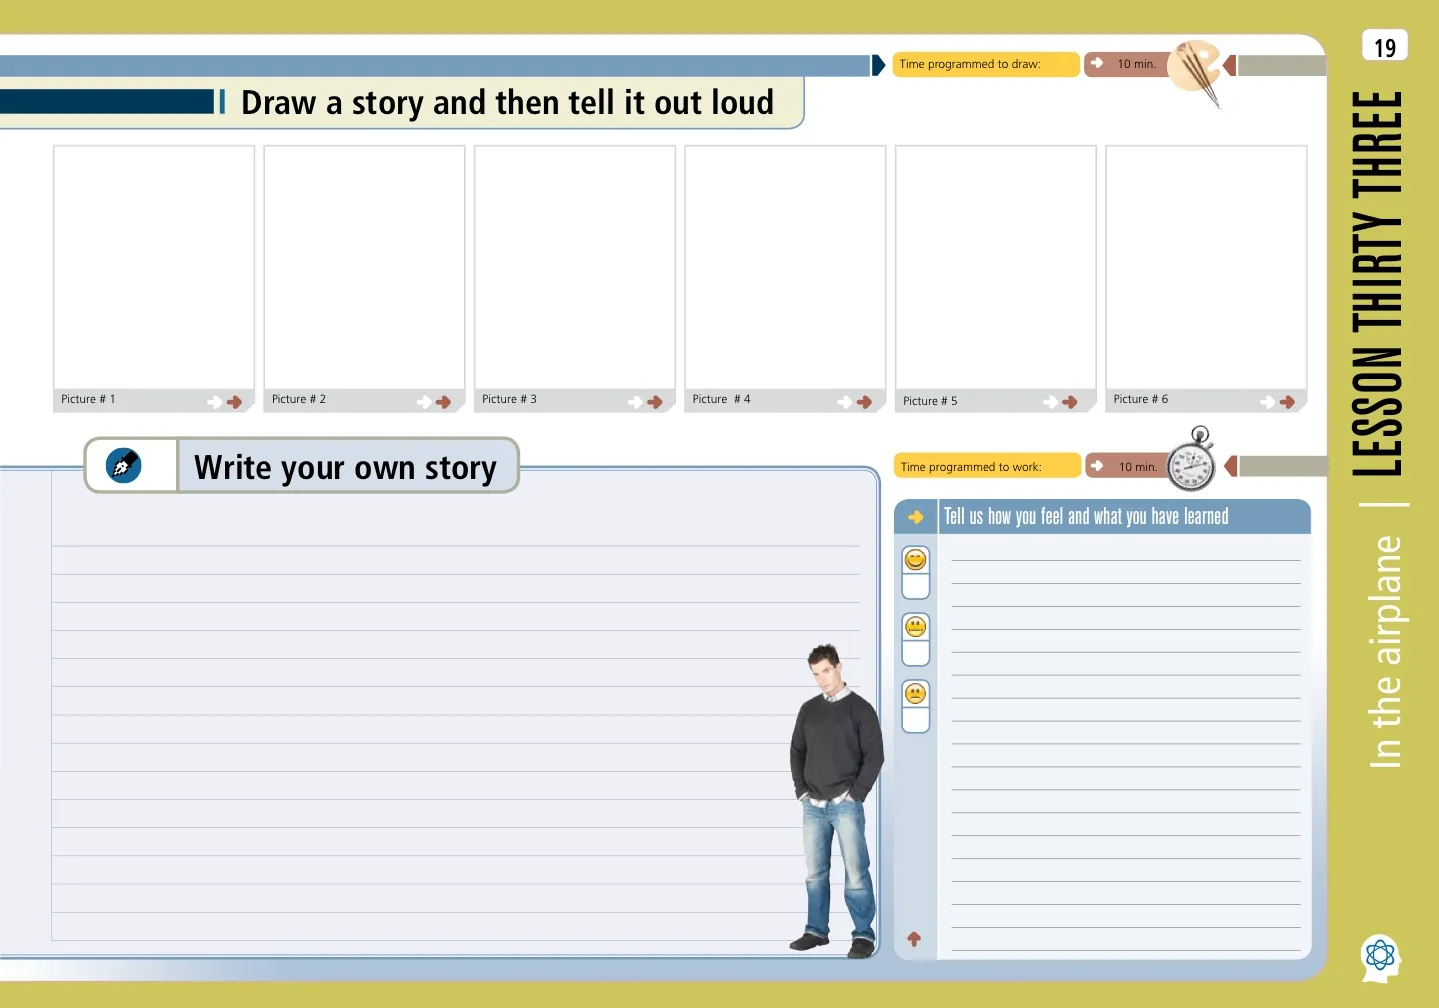 Time programmed to draw:
10 min.
19
Draw a story and then tell it out loud
Picture # 1
Picture # 2
Picture # 3
Picture  # 4
Picture # 5
Picture # 6
Write your own story
Time programmed to work:
10 min.
Tell us how you feel and what you have learned
LESSON THIRTY THREE
In the airplane